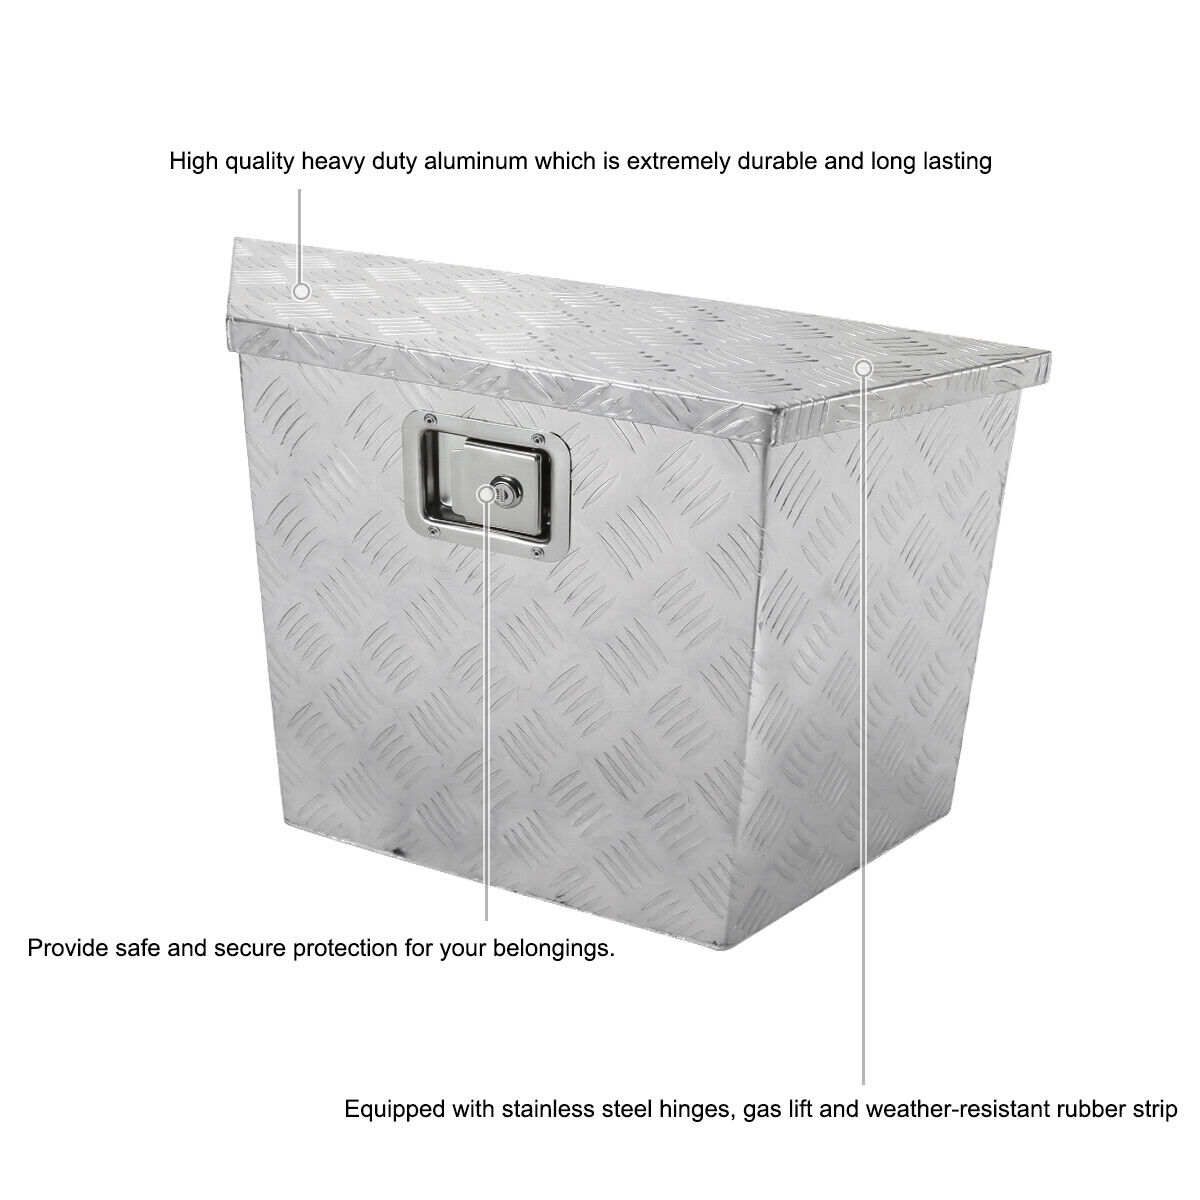 High quality heavy duty aluminum which is extremely durable and long lasting
Provide safe and secure protection for your belongings.
Equipped with stainless steel hinges, gas lift and weather-resistant rubber strip